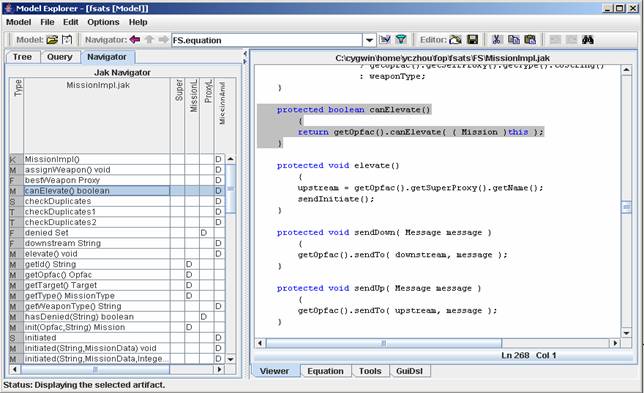 Model Explorer - [fsats [Model]]
File Edit Options Help
Model: Navigator: FS.equation Editor:
Tree Query Navigator
Jak Navigator
Type MissionImpl.jak Super MissionL ProxyL MissionAnd
K MissionImpl() D
M assignWeapon() void D
F bestWeapon Proxy D
M canElevate() boolean D
S checkDuplicates D
T checkDuplicates1 D
T checkDuplicates2 D
F denied Set D
F downstream String D
M elevate() void D
M getId() String D
M getOpfac() Opfac D
M getTarget() Target D
M getType() MissionType D
M getWeaponType() String D
M hasDenied(String) boolean D
M init(Opfac,String) Mission D
S initiated D
M initiated(String,MissionData) void D
M initiated(String,MissionData,Intege... D
C:\cygwin\home\yczhou\fop\fsats\FS\MissionImpl.jak
? getOpfac().getSelfProxy().getType().toString()
: weaponType;
}
protected boolean canElevate()
{
return getOpfac().canElevate( ( Mission )this );
}
protected void elevate()
{
upstream = getOpfac().getSuperProxy().getName();
sendInitiate();
}
protected void sendDown( Message message )
{
getOpfac().sendTo( downstream, message );
}
protected void sendUp( Message message )
{
getOpfac().sendTo( upstream, message );
}
Ln 268 Col 1
Viewer Equation Tools GuiDsl
Status: Displaying the selected artifact.